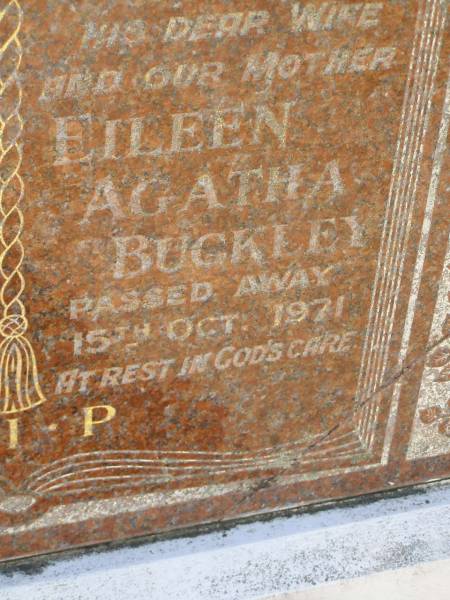 HIS DEAR WIFE
AND OUR MOTHER
EILEEN
AGATHA
BUCKLEY
PASSED AWAY
15TH OCT. 1971
AT REST IN GOD'S CARE
I · P